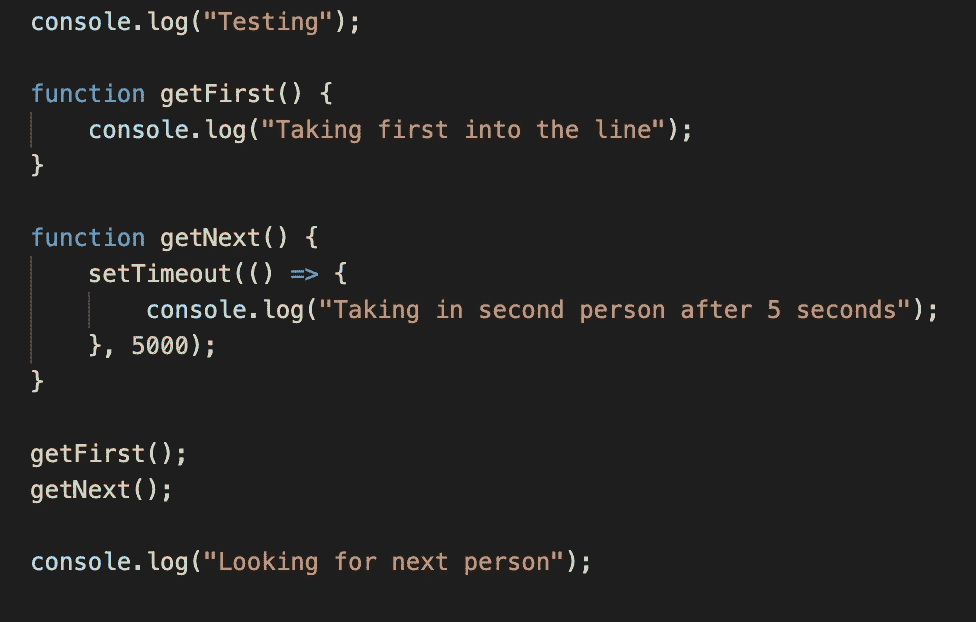 console.log("Testing");
function getFirst() {
console.log("Taking first into the line");
}
function getNext() {
setTimeout(() => {
console.log("Taking in second person after 5 seconds");
}, 5000);
}
getFirst();
getNext();
console.log("Looking for next person");